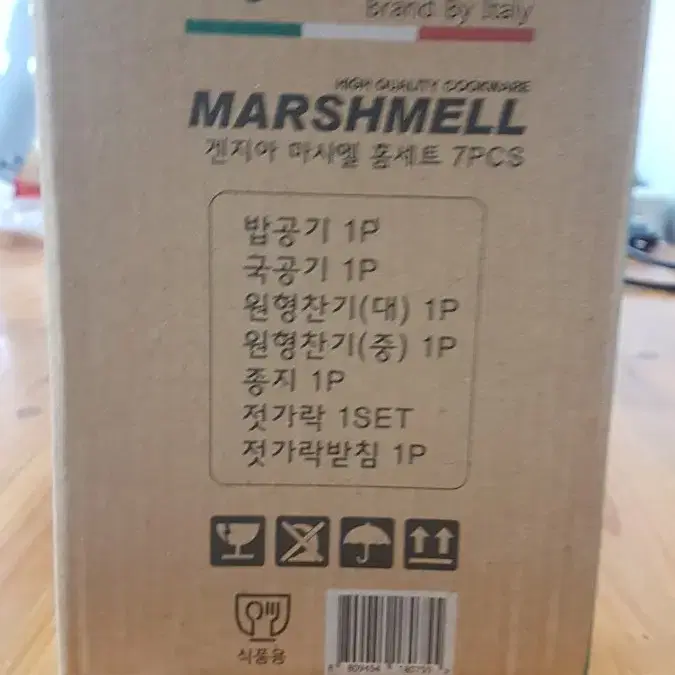 Brand by Italy
HIGH QUALITY COOKWARE
MARSHMELL
겐지아 마시멜 홈세트 7PCS
밥공기 1P
국공기 1P
원형찬기(대) 1P
원형찬기(중) 1P
종지 1P
젓가락 1SET
젓가락받침 1P
식품용